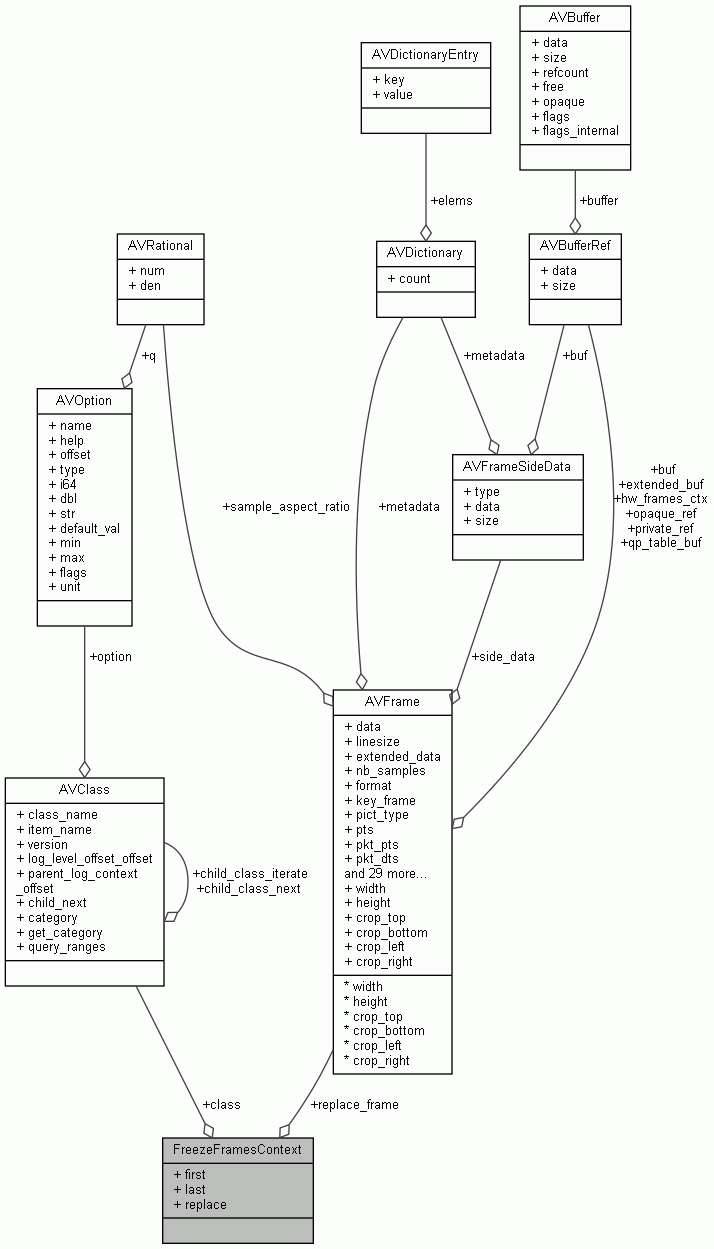 AVBuffer
+ data
+ size
+ refcount
+ free
+ opaque
+ flags
+ flags_internal
AVDictionaryEntry
+ key
+ value
+elems
+buffer
AVRational
+ num
+ den
AVDictionary
+ count
AVBufferRef
+ data
+ size
+q
+metadata
+buf
AVOption
+ name
+ help
+ offset
+ type
+ i64
+ dbl
+ str
+ default_val
+ min
+ max
+ flags
+ unit
AVFrameSideData
+ type
+ data
+ size
+sample_aspect_ratio
+metadata
+buf
+extended_buf
+hw_frames_ctx
+opaque_ref
+private_ref
+qp_table_buf
+option
+side_data
AVFrame
+ data
+ linesize
+ extended_data
+ nb_samples
+ format
+ key_frame
+ pict_type
+ pts
+ pkt_pts
+ pkt_dts
and 29 more...
+ width
+ height
+ crop_top
+ crop_bottom
+ crop_left
+ crop_right
* width
* height
* crop_top
* crop_bottom
* crop_left
* crop_right
AVClass
+ class_name
+ item_name
+ version
+ log_level_offset_offset
+ parent_log_context
_offset
+ child_next
+ category
+ get_category
+ query_ranges
+child_class_iterate
+child_class_next
+class
+replace_frame
FreezeFramesContext
+ first
+ last
+ replace